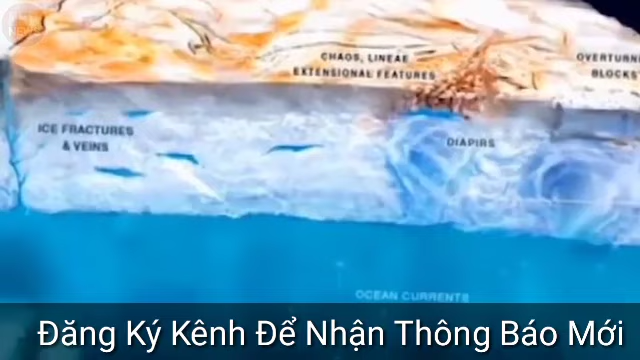 CHAOS, LINEAE
EXTENSIONAL FEATURES
ICE FRACTURES
& VEINS
DIAPIRS
BLOCKS
OCEAN CURRENTS
Đăng Ký Kênh Để Nhận Thông Báo Mới